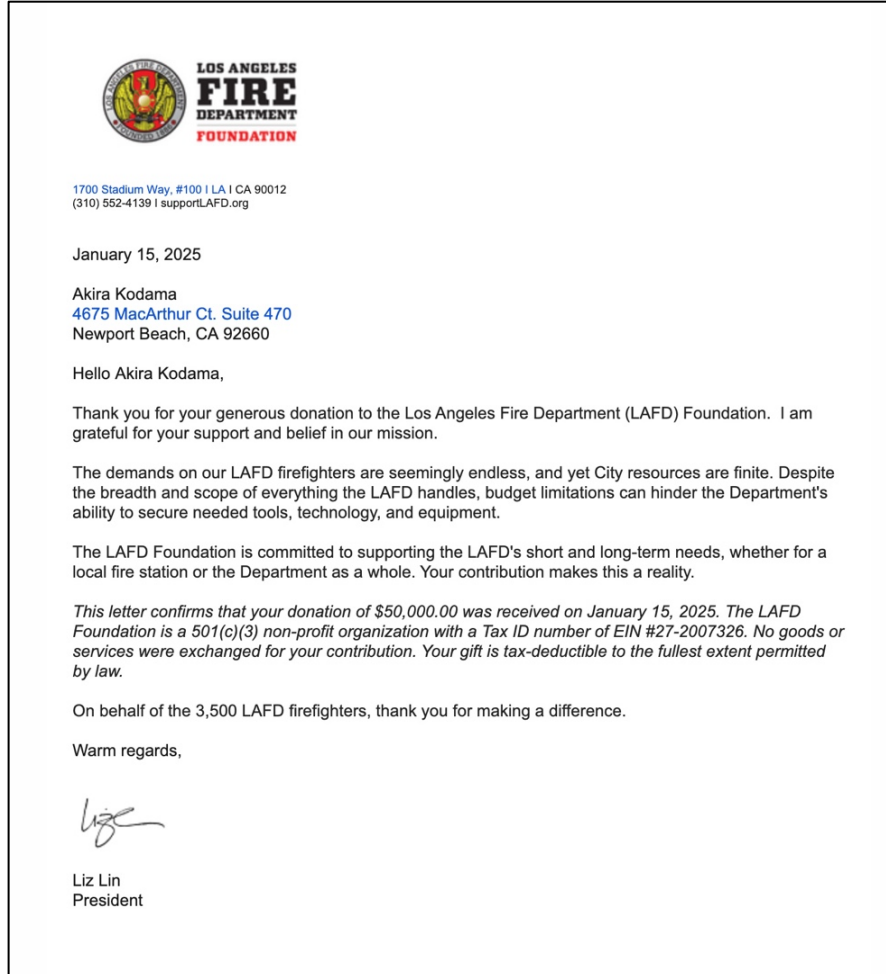 LOS ANGELES FIRE DEPARTMENT
FOUNDED 1886
LOS ANGELES
FIRE
DEPARTMENT
FOUNDATION
1700 Stadium Way, #100 I LA I CA 90012
(310) 552-4139 I supportLAFD.org
January 15, 2025
Akira Kodama
4675 MacArthur Ct. Suite 470
Newport Beach, CA 92660
Hello Akira Kodama,
Thank you for your generous donation to the Los Angeles Fire Department (LAFD) Foundation.  I am
grateful for your support and belief in our mission.
The demands on our LAFD firefighters are seemingly endless, and yet City resources are finite. Despite
the breadth and scope of everything the LAFD handles, budget limitations can hinder the Department's
ability to secure needed tools, technology, and equipment.
The LAFD Foundation is committed to supporting the LAFD's short and long-term needs, whether for a
local fire station or the Department as a whole. Your contribution makes this a reality.
This letter confirms that your donation of $50,000.00 was received on January 15, 2025. The LAFD
Foundation is a 501(c)(3) non-profit organization with a Tax ID number of EIN #27-2007326. No goods or
services were exchanged for your contribution. Your gift is tax-deductible to the fullest extent permitted
by law.
On behalf of the 3,500 LAFD firefighters, thank you for making a difference.
Warm regards,
Liz Lin
President